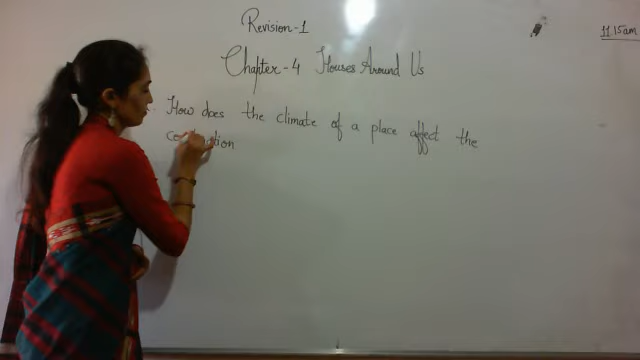 Revision-1
11:15am
Chapter-4 Houses Around Us
How does the climate of a place affect the